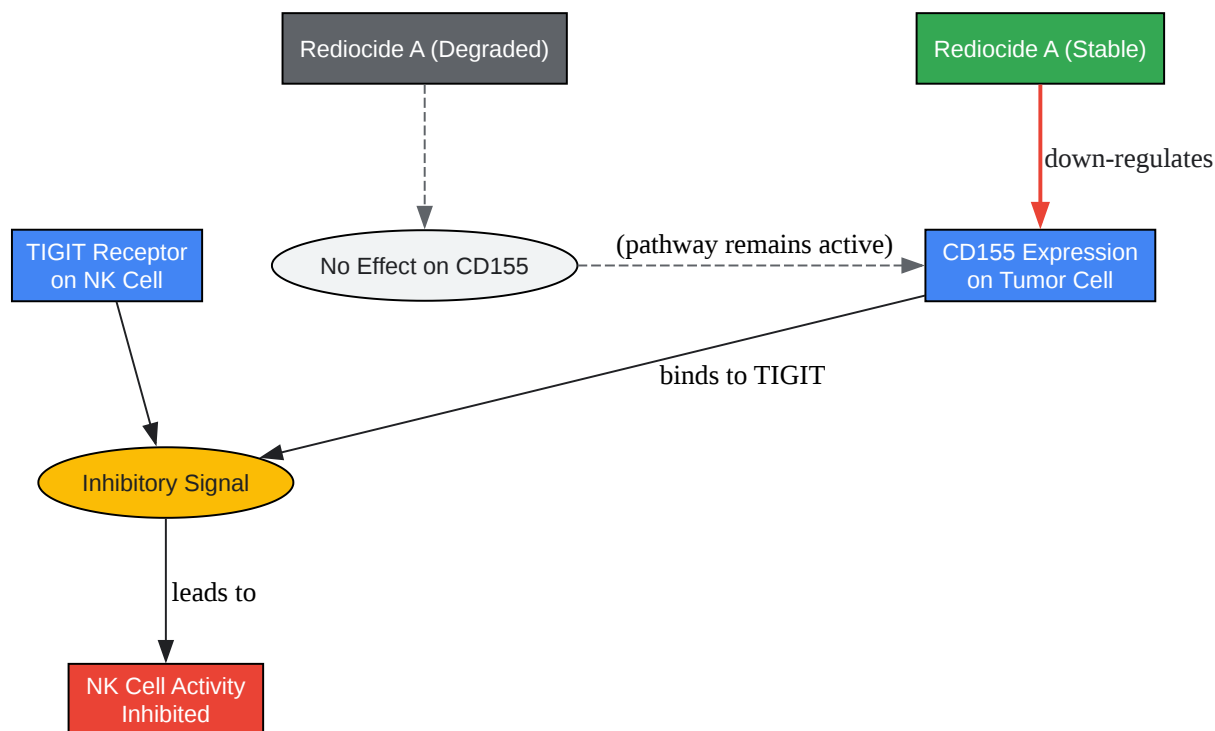 Rediocide A (Degraded)
Rediocide A (Stable)
down-regulates
TIGIT Receptor
on NK Cell
No Effect on CD155
(pathway remains active)
CD155 Expression
on Tumor Cell
binds to TIGIT
Inhibitory Signal
leads to
NK Cell Activity
Inhibited